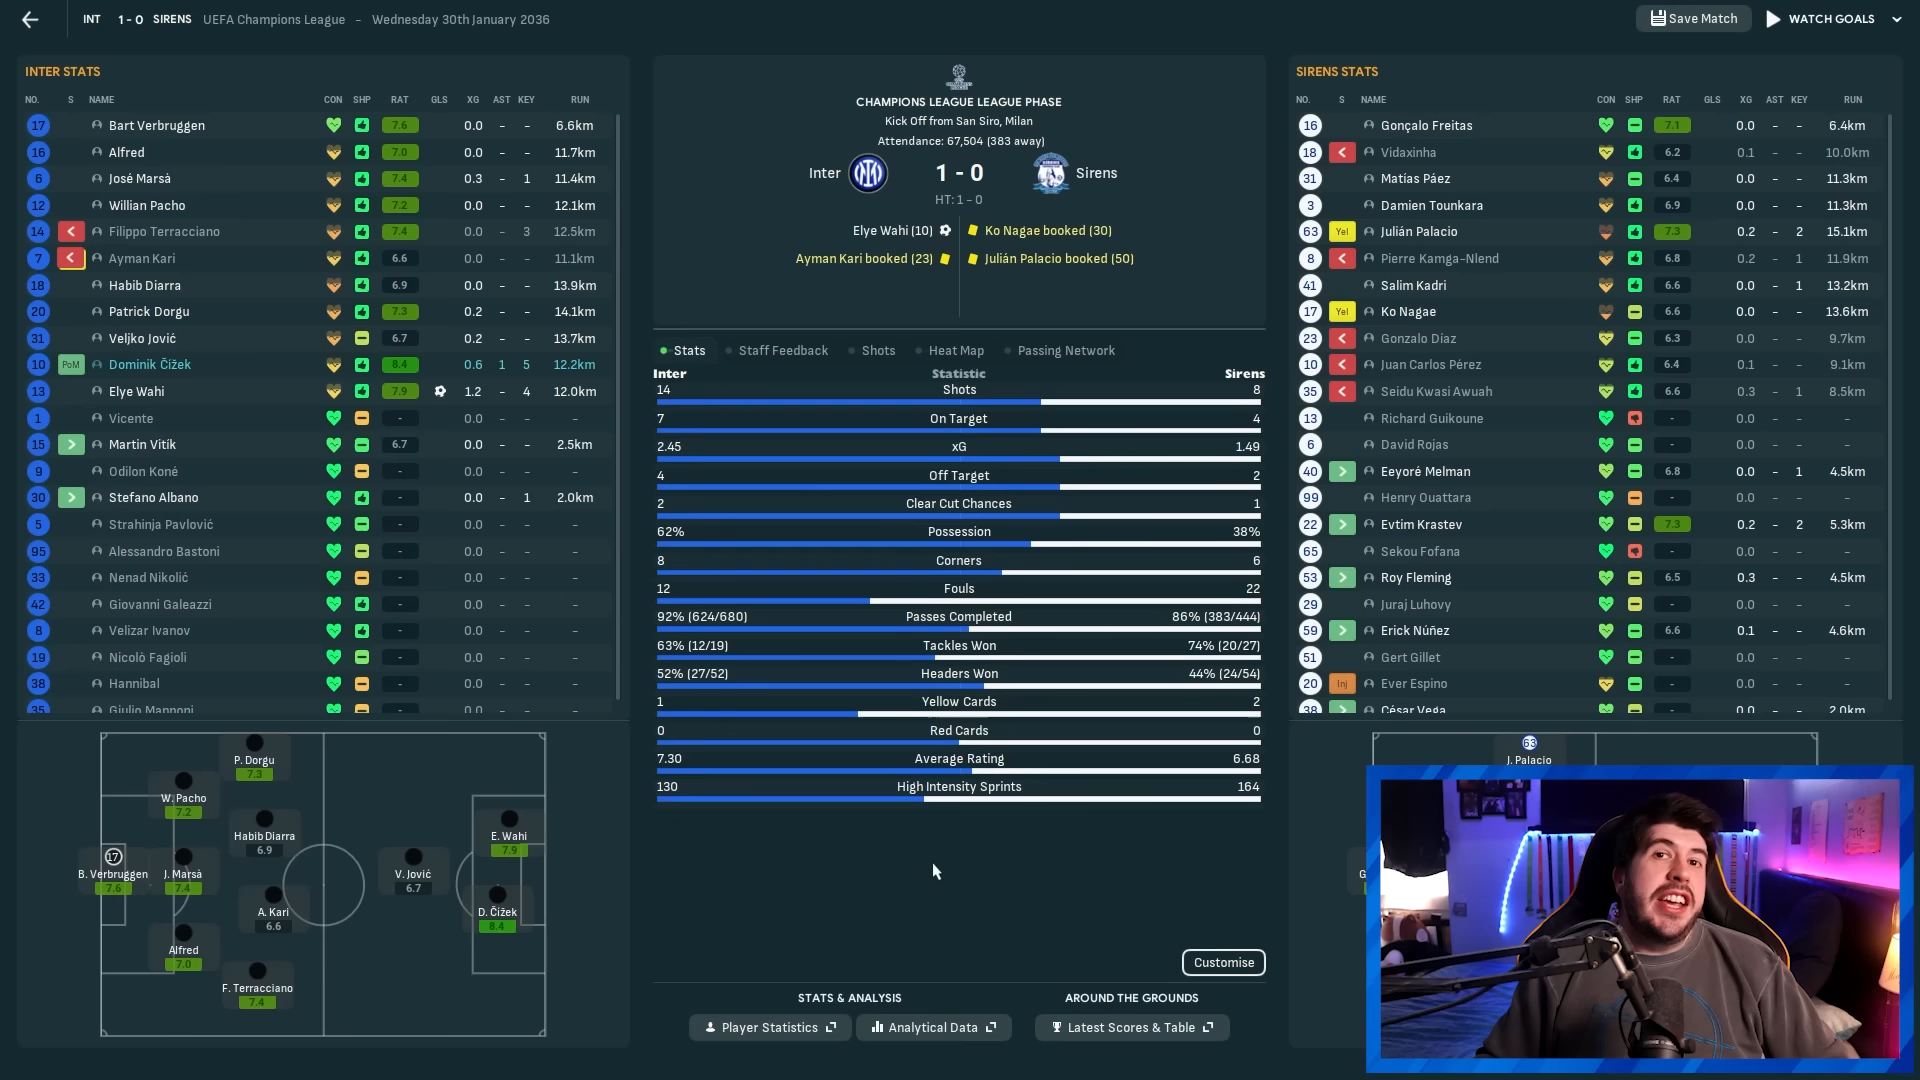 INT 1-0 SIRENS UEFA Champions League - Wednesday 30th January 2036
Save Match
WATCH GOALS
INTER STATS
NO. S NAME CON SHP RAT GLS XG AST KEY RUN
17 Bart Verbruggen 7.6 0.0 - - 6.6km
16 Alfred 7.0 0.0 - - 11.7km
6 José Marsà 7.4 0.3 - 1 11.4km
12 Willian Pacho 7.2 0.0 - - 12.1km
14 Filippo Terracciano 7.4 0.0 - 3 12.5km
7 Ayman Kari 6.6 0.0 - - 11.1km
18 Habib Diarra 6.9 0.0 - - 13.9km
20 Patrick Dorgu 7.3 0.2 - - 14.1km
31 Veljko Jović 6.7 0.2 - - 13.7km
10 PoM Dominik Čížek 8.4 0.6 1 5 12.2km
13 Elye Wahi 7.9 1.2 - 4 12.0km
1 Vicente - 0.0 - - -
15 Martin Vitík 6.7 0.0 - - 2.5km
9 Odilon Koné - 0.0 - - -
30 Stefano Albano - 0.0 - 1 2.0km
5 Strahinja Pavlović - 0.0 - - -
95 Alessandro Bastoni - 0.0 - - -
33 Nenad Nikolić - 0.0 - - -
42 Giovanni Galeazzi - 0.0 - - -
8 Velizar Ivanov - 0.0 - - -
19 Nicolò Fagioli - 0.0 - - -
38 Hannibal - 0.0 - - -
35 Giulio Mannoni - 0.0 - - -
P. Dorgu
7.3
W. Pacho
7.2
Habib Diarra
6.9
E. Wahi
7.9
17
B. Verbruggen
7.6
J. Marsà
7.4
V. Jović
6.7
A. Kari
6.6
D. Čížek
8.4
Alfred
7.0
F. Terracciano
7.4
CHAMPIONS LEAGUE LEAGUE PHASE
Kick Off from San Siro, Milan
Attendance: 67,504 (383 away)
Inter 1 - 0 Sirens
HT: 1 - 0
Elye Wahi (10) Ko Nagae booked (30)
Ayman Kari booked (23) Julián Palacio booked (50)
Stats Staff Feedback Shots Heat Map Passing Network
Inter Statistic Sirens
14 Shots 8
7 On Target 4
2.45 xG 1.49
4 Off Target 2
2 Clear Cut Chances 1
62% Possession 38%
8 Corners 6
12 Fouls 22
92% (624/680) Passes Completed 86% (383/444)
63% (12/19) Tackles Won 74% (20/27)
52% (27/52) Headers Won 44% (24/54)
1 Yellow Cards 2
0 Red Cards 0
7.30 Average Rating 6.68
130 High Intensity Sprints 164
Customise
STATS & ANALYSIS AROUND THE GROUNDS
Player Statistics Analytical Data Latest Scores & Table
SIRENS STATS
NO. S NAME CON SHP RAT GLS XG AST KEY RUN
16 Gonçalo Freitas 7.1 0.0 - - 6.4km
18 Vidaxinha 6.2 0.1 - - 10.0km
31 Matías Páez 6.4 0.0 - - 11.3km
3 Damien Tounkara 6.9 0.0 - - 11.3km
63 Yel Julián Palacio 7.3 0.2 - 2 15.1km
8 Pierre Kamga-Nlend 6.8 0.2 - 1 11.9km
41 Salim Kadri 6.6 0.0 - 1 13.2km
17 Yel Ko Nagae 6.6 0.0 - - 13.6km
23 Gonzalo Díaz 6.3 0.0 - - 9.7km
10 Juan Carlos Pérez 6.4 0.1 - - 9.1km
35 Seidu Kwasi Awuah 6.6 0.3 - 1 8.5km
13 Richard Guikoune - 0.0 - - -
6 David Rojas - 0.0 - - -
40 Eeyoré Melman 6.8 0.0 - 1 4.5km
99 Henry Ouattara - 0.0 - - -
22 Evtim Krastev 7.3 0.2 - 2 5.3km
65 Sekou Fofana - 0.0 - - -
53 Roy Fleming 6.5 0.3 - - 4.5km
29 Juraj Luhovy - 0.0 - - -
59 Erick Núñez 6.6 0.1 - - 4.6km
51 Gert Gillet - 0.0 - - -
20 Inj Ever Espino - 0.0 - - -
38 César Vega 0.0 - - 2.0km
63
J. Palacio
G